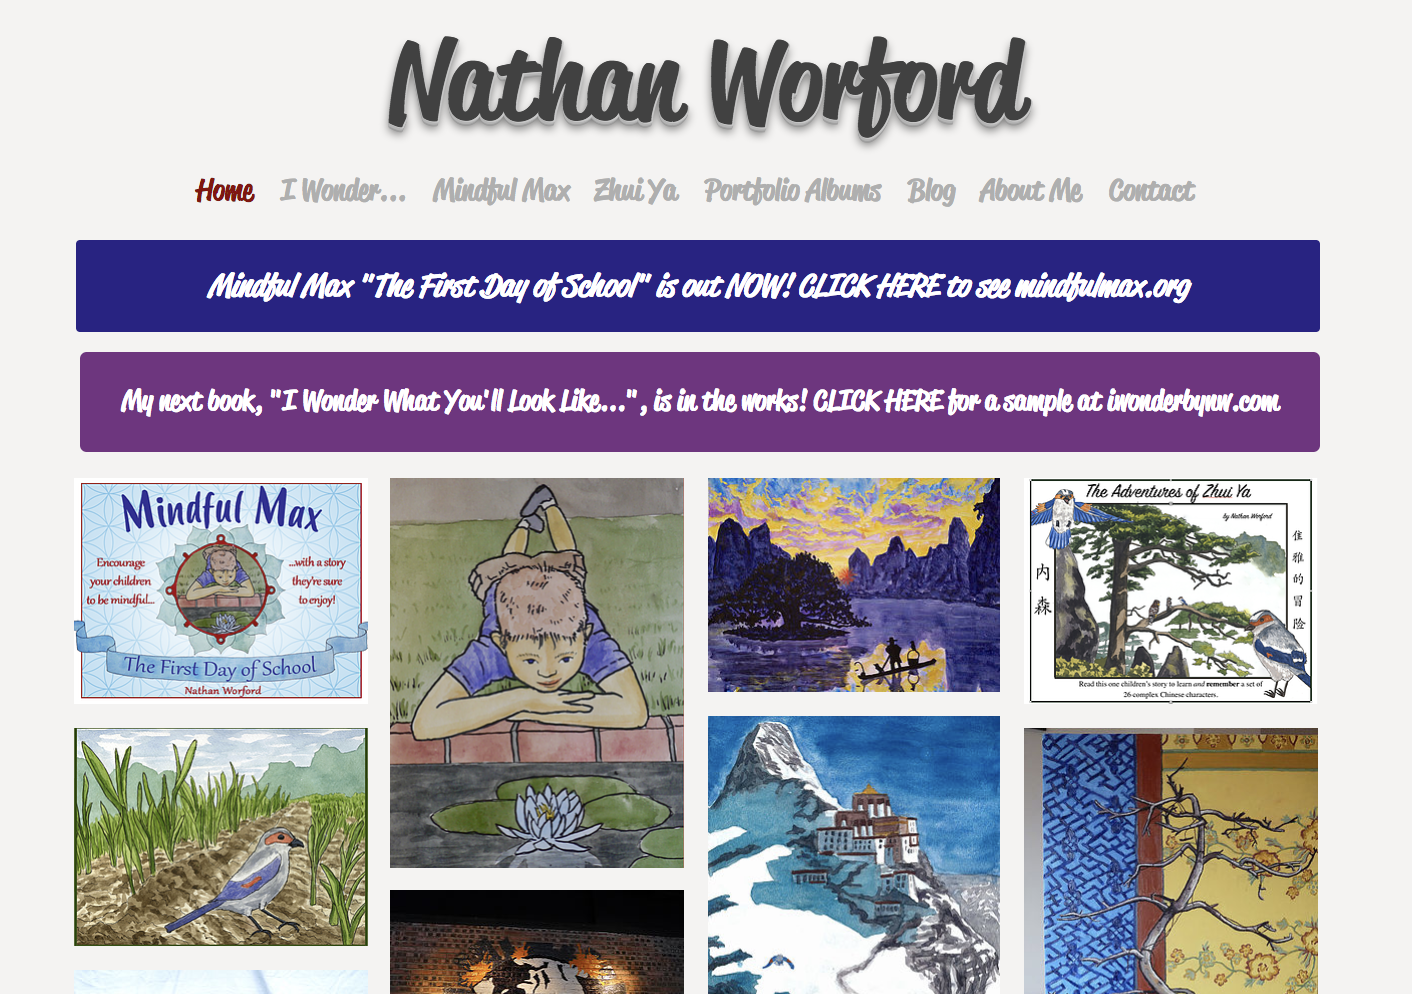 Nathan Worford
Home I Wonder... Mindful Max Zhui Ya Portfolio Albums Blog About Me Contact
Mindful Max "The First Day of School" is out NOW! CLICK HERE to see mindfulmax.org
My next book, "I Wonder What You'll Look Like...", is in the works! CLICK HERE for a sample at iwonderbynw.com
Mindful Max
Encourage
your children
to be mindful...
...with a story
they're sure
to enjoy!
The First Day of School
Nathan Worford
The Adventures of Zhui Ya
by Nathan Worford
内
森
隹
雅
的
冒
险
Read this one children's story to learn and remember a set of
26 complex Chinese characters.